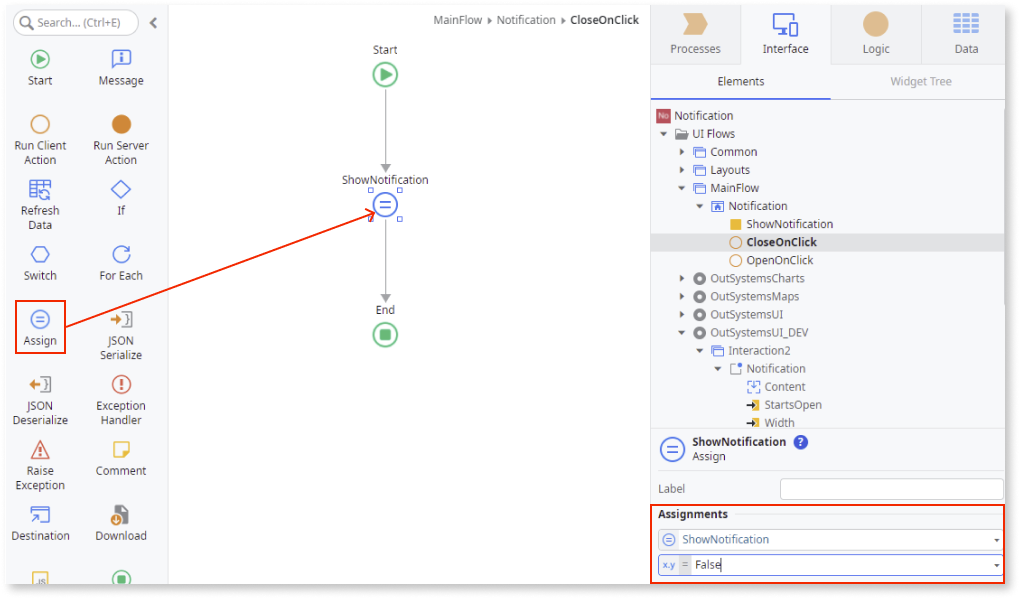 Search... (Ctrl+E)
Start
Message
Run Client
Action
Run Server
Action
Refresh
Data
If
Switch
For Each
Assign
JSON
Serialize
JSON
Deserialize
Exception
Handler
Raise
Exception
Comment
Destination
Download
JS
MainFlow
Notification
CloseOnClick
Start
ShowNotification
End
Processes
Interface
Logic
Data
Elements
Widget Tree
No Notification
UI Flows
Common
Layouts
MainFlow
Notification
ShowNotification
CloseOnClick
OpenOnClick
OutSystemsCharts
OutSystemsMaps
OutSystemsUI
OutSystemsUI_DEV
Interaction2
Notification
Content
StartsOpen
Width
ShowNotification ?
Assign
Label
Assignments
ShowNotification
x.y = False